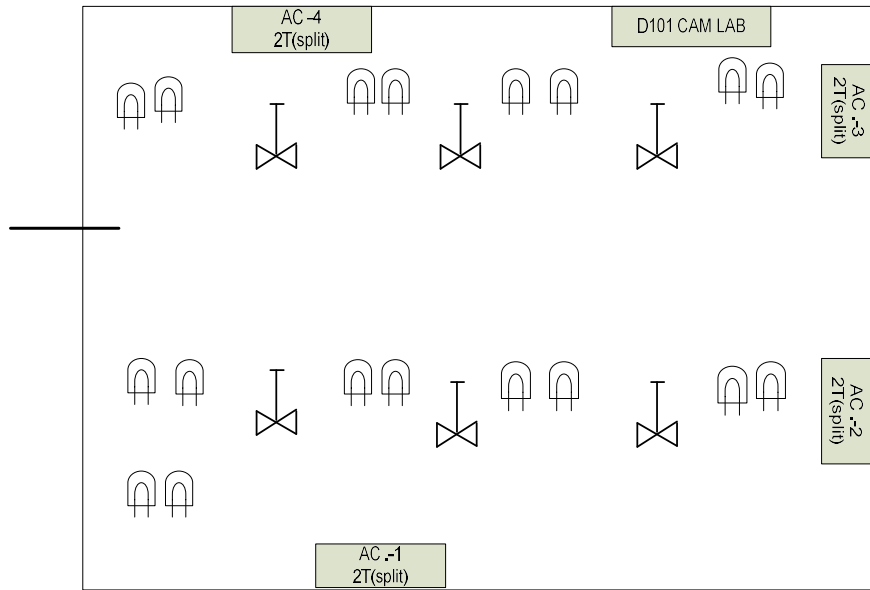 AC -4
2T(split)
D101 CAM LAB
AC .-3
2T(split)
AC .-2
2T(split)
AC .-1
2T(split)